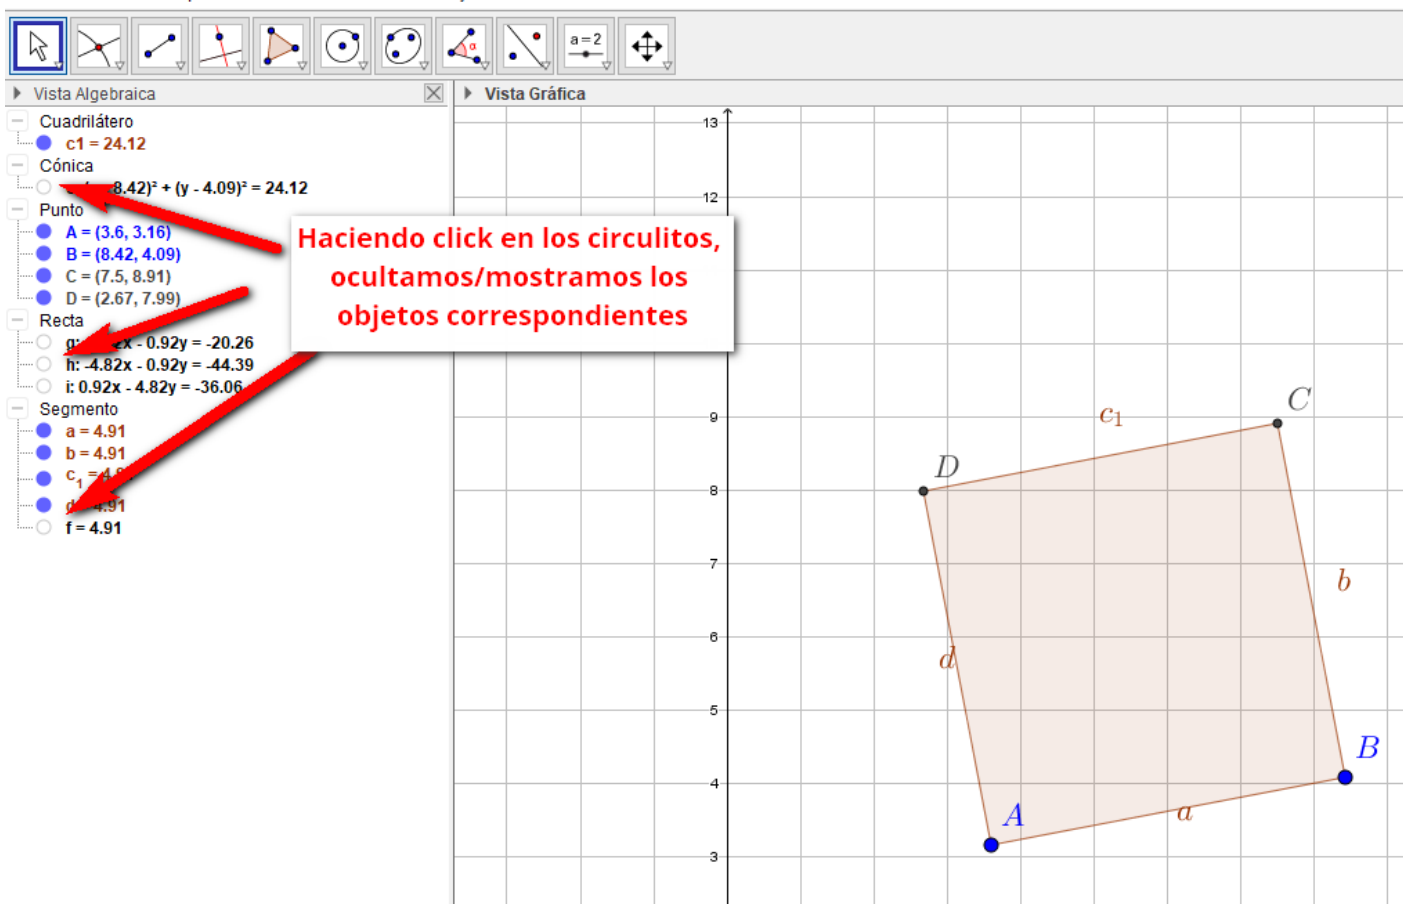 a=2
Vista Algebraica
Vista Gráfica
Cuadrilátero
c1 = 24.12
Cónica
8.42)² + (y - 4.09)² = 24.12
Punto
A = (3.6, 3.16)
B = (8.42, 4.09)
C = (7.5, 8.91)
D = (2.67, 7.99)
Recta
g: x - 0.92y = -20.26
h: -4.82x - 0.92y = -44.39
i: 0.92x - 4.82y = -36.06
Segmento
a = 4.91
b = 4.91
c1 = 4.9
d = 4.91
f = 4.91
Haciendo click en los circulitos,
ocultamos/mostramos los
objetos correspondientes
13
12
9
8
7
6
5
4
3
C
c1
D
b
d
B
A
a
α